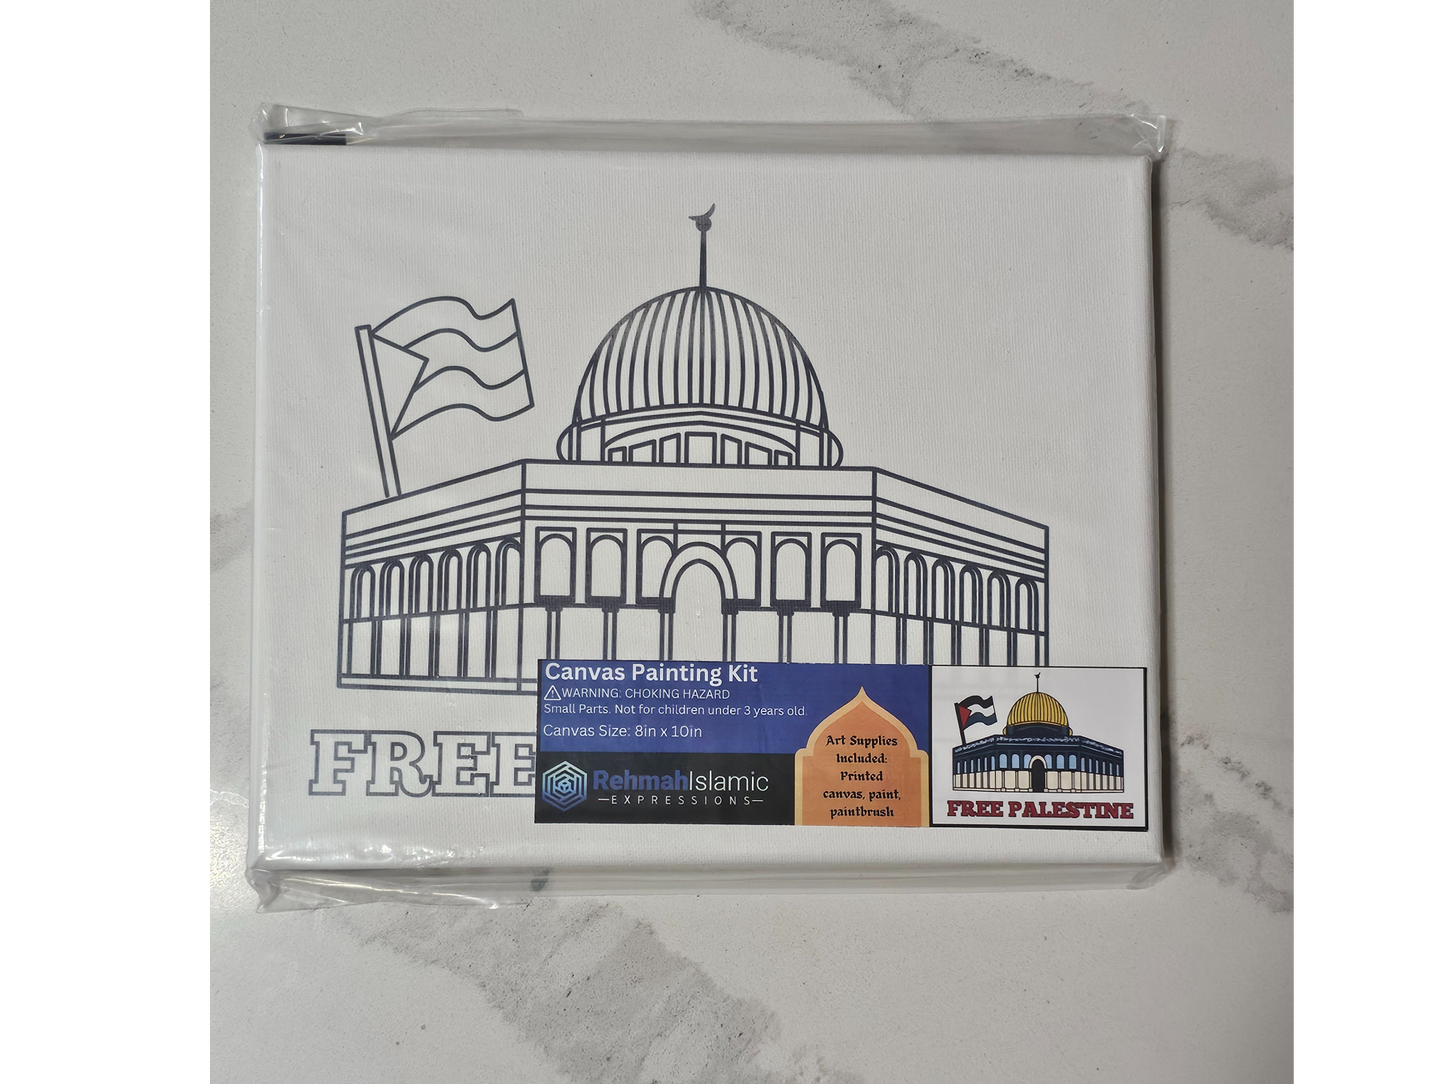 Canvas Painting Kit
WARNING: CHOKING HAZARD
Small Parts. Not for children under 3 years old.
Canvas Size: 8in x 10in
RehmahIslamic
EXPRESSIONS
Art Supplies
Included:
Printed
canvas, paint,
paintbrush
FREE PALESTINE
FREE